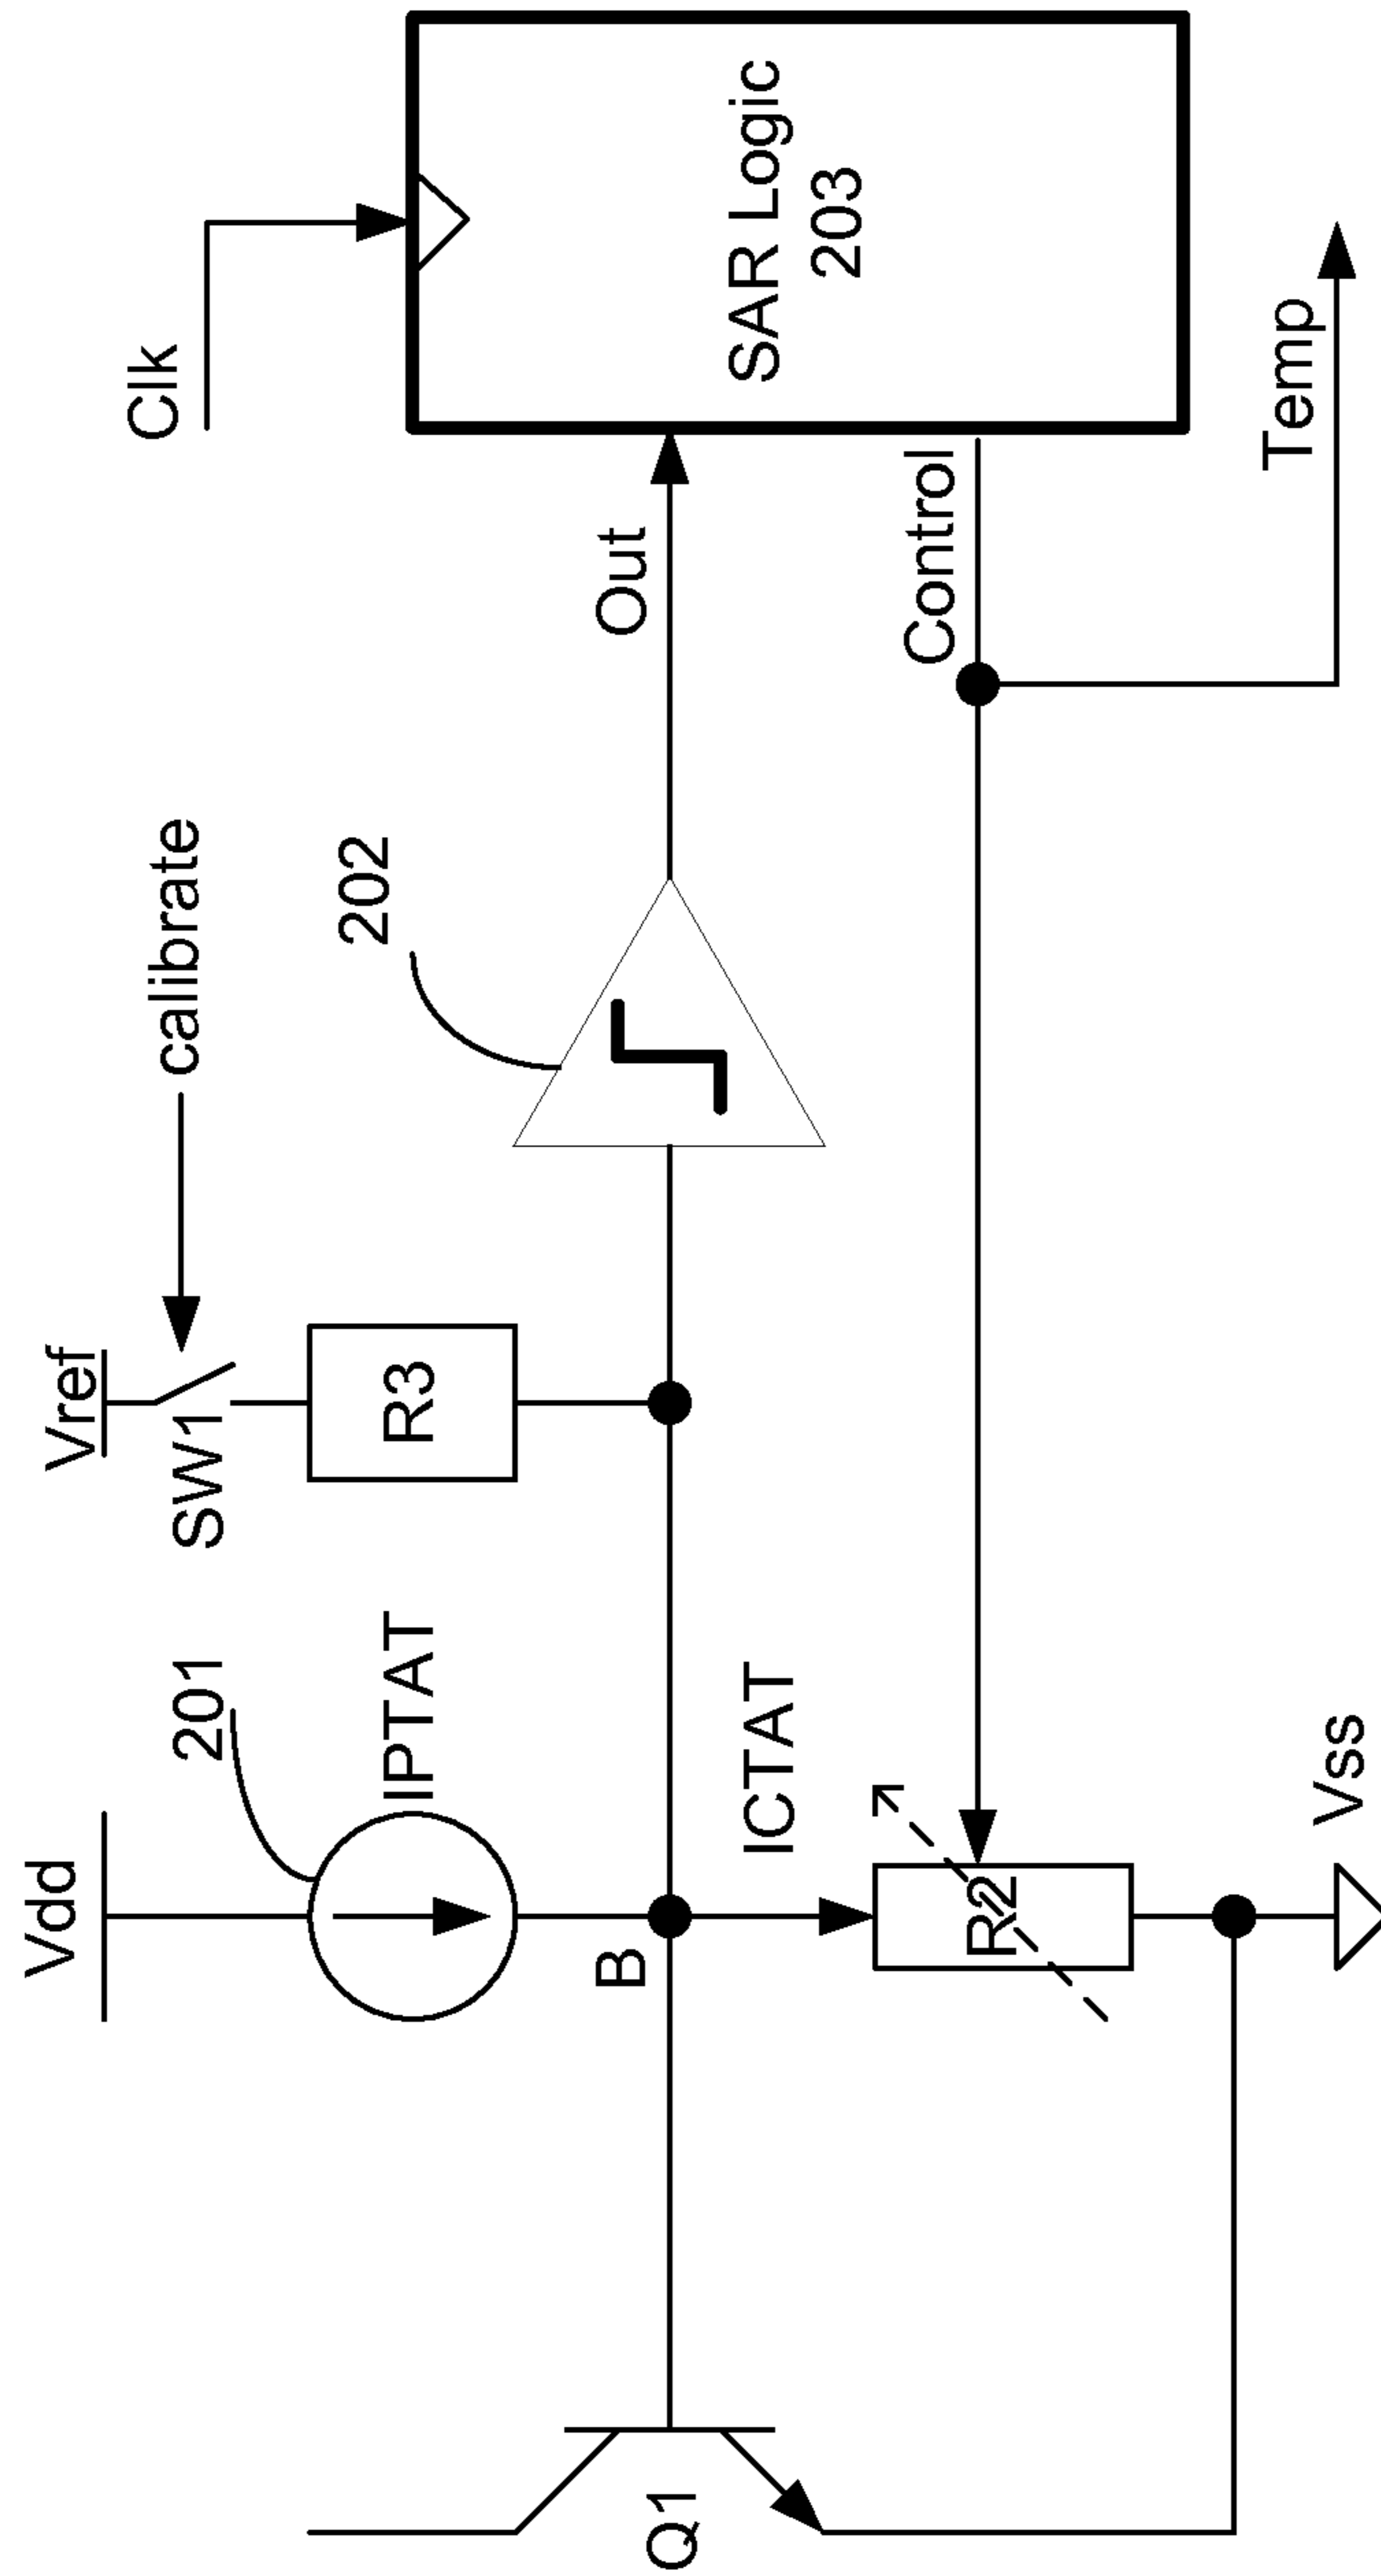 Vdd
201
IPTAT
Vref
SW1
calibrate
R3
202
Clk
Q1
B
ICTAT
Out
SAR Logic
203
R2
Control
Vss
Temp